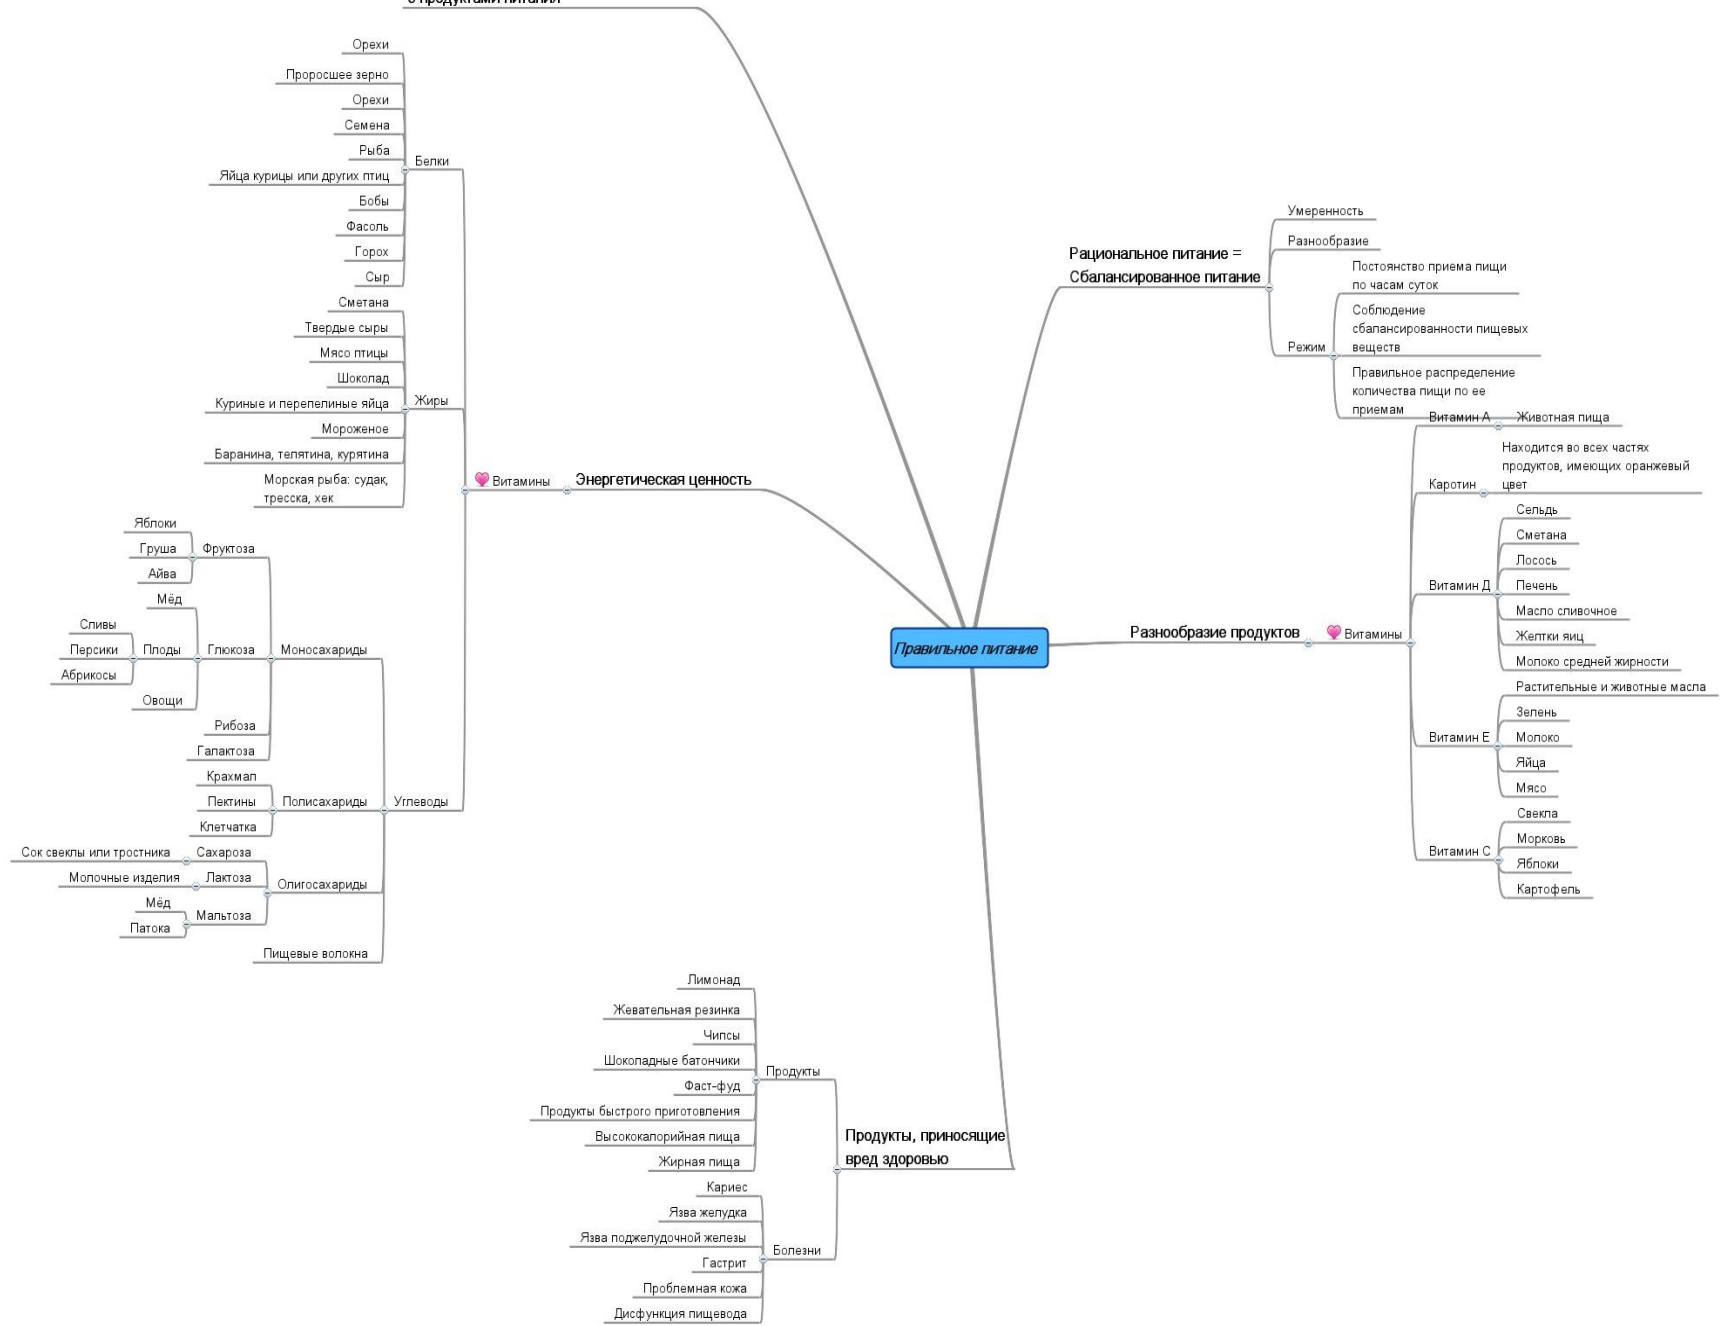 с продуктами питания
Орехи
Проросшее зерно
Орехи
Семена
Рыба
Яйца курицы или других птиц
Бобы
Фасоль
Горох
Сыр
Белки
Сметана
Твердые сыры
Мясо птицы
Шоколад
Куриные и перепелиные яйца
Мороженое
Баранина, телятина, курятина
Морская рыба: судак,
тресска, хек
Жиры
Витамины
Энергетическая ценность
Яблоки
Груша
Айва
Фруктоза
Мёд
Сливы
Персики
Абрикосы
Плоды
Овощи
Глюкоза
Рибоза
Галактоза
Моносахариды
Крахмал
Пектины
Клетчатка
Полисахариды
Углеводы
Сок свеклы или тростника
Сахароза
Молочные изделия
Лактоза
Мёд
Патока
Мальтоза
Олигосахариды
Пищевые волокна
Правильное питание
Рациональное питание =
Сбалансированное питание
Умеренность
Разнообразие
Режим
Постоянство приема пищи
по часам суток
Соблюдение
сбалансированности пищевых
веществ
Правильное распределение
количества пищи по ее
приемам
Разнообразие продуктов
Витамины
Витамин А
Животная пища
Каротин
Находится во всех частях
продуктов, имеющих оранжевый
цвет
Витамин Д
Сельдь
Сметана
Лосось
Печень
Масло сливочное
Желтки яиц
Молоко средней жирности
Витамин Е
Растительные и животные масла
Зелень
Молоко
Яйца
Мясо
Витамин С
Свекла
Морковь
Яблоки
Картофель
Продукты, приносящие
вред здоровью
Продукты
Лимонад
Жевательная резинка
Чипсы
Шоколадные батончики
Фаст-фуд
Продукты быстрого приготовления
Высококалорийная пища
Жирная пища
Болезни
Кариес
Язва желудка
Язва поджелудочной железы
Гастрит
Проблемная кожа
Дисфункция пищевода